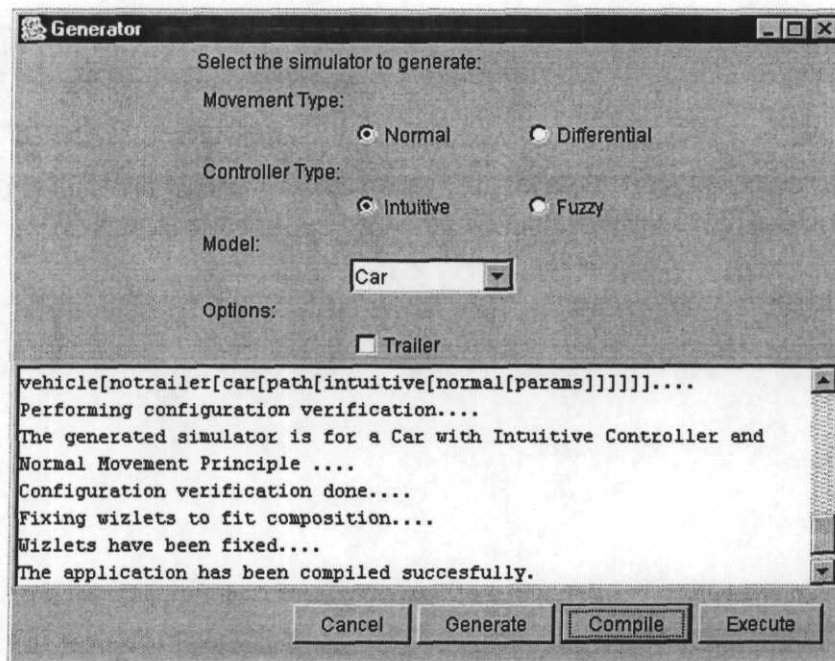 Generator
Select the simulator to generate:
Movement Type:
Normal Differential
Controller Type:
Intuitive Fuzzy
Model:
Car
Options:
Trailer
vehicle[notrailer[car[path[intuitive[normal[params]]]]]]....
Performing configuration verification....
The generated simulator is for a Car with Intuitive Controller and
Normal Movement Principle ....
Configuration verification done....
Fixing wizlets to fit composition....
Wizlets have been fixed....
The application has been compiled succesfully.
Cancel Generate Compile Execute